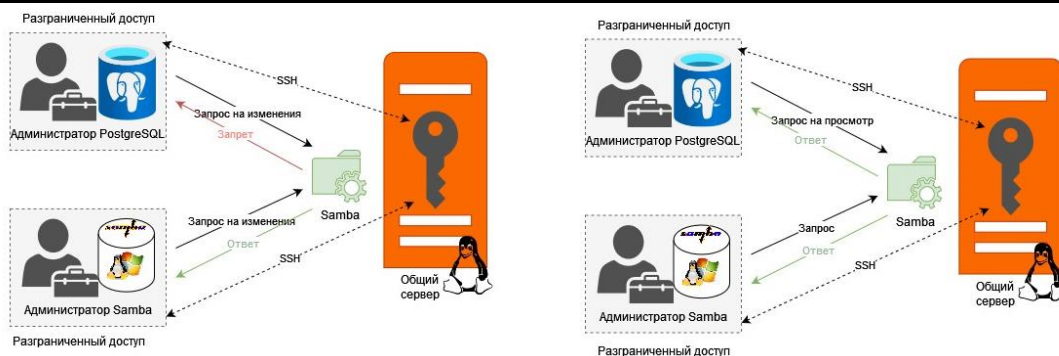 Разграниченный доступ
SSH
Запрос на изменения
Администратор PostgreSQL
Запрет
Samba
Запрос на изменения
samba
Ответ
SSH
Общий
сервер
Администратор Samba
Разграниченный доступ
Разграниченный доступ
SSH
Запрос на просмотр
Администратор PostgreSQL
Ответ
Samba
Запрос
samba
Ответ
SSH
Общий
сервер
Администратор Samba
Разграниченный доступ